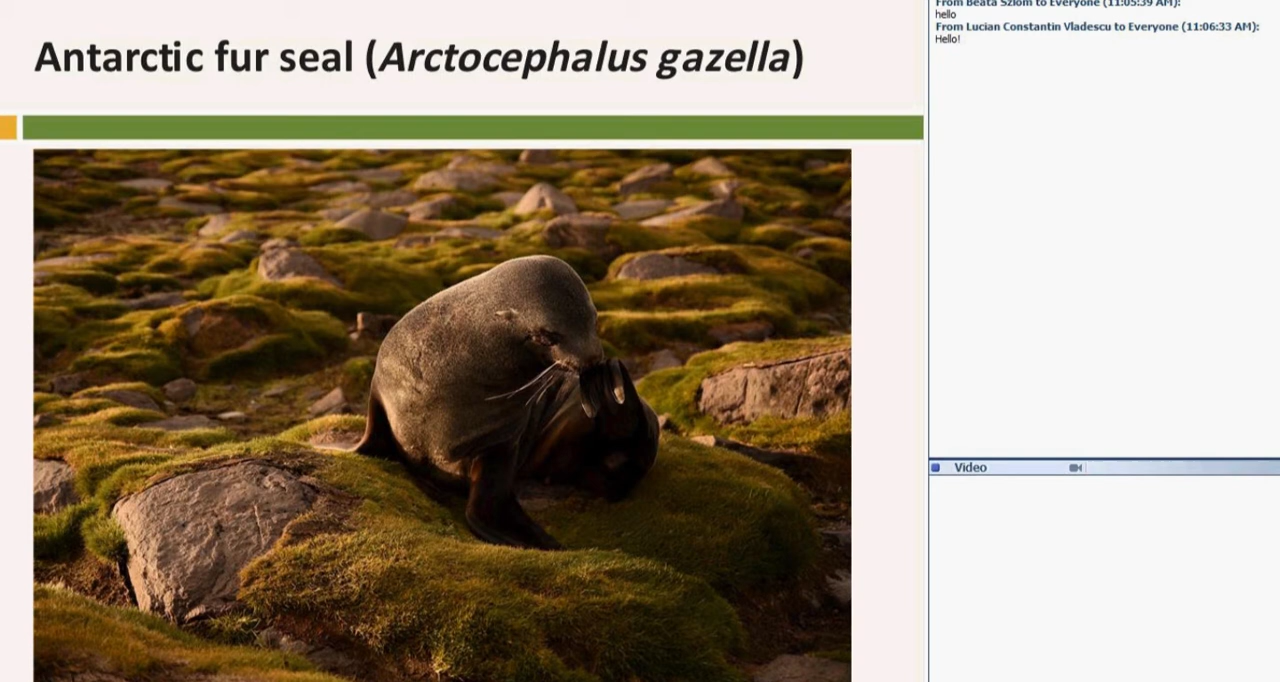 Antarctic fur seal (Arctocephalus gazella)
From Beata Szlom to Everyone (11:05:39 AM):
hello
From Lucian Constantin Vladescu to Everyone (11:06:33 AM):
Hello!
Video